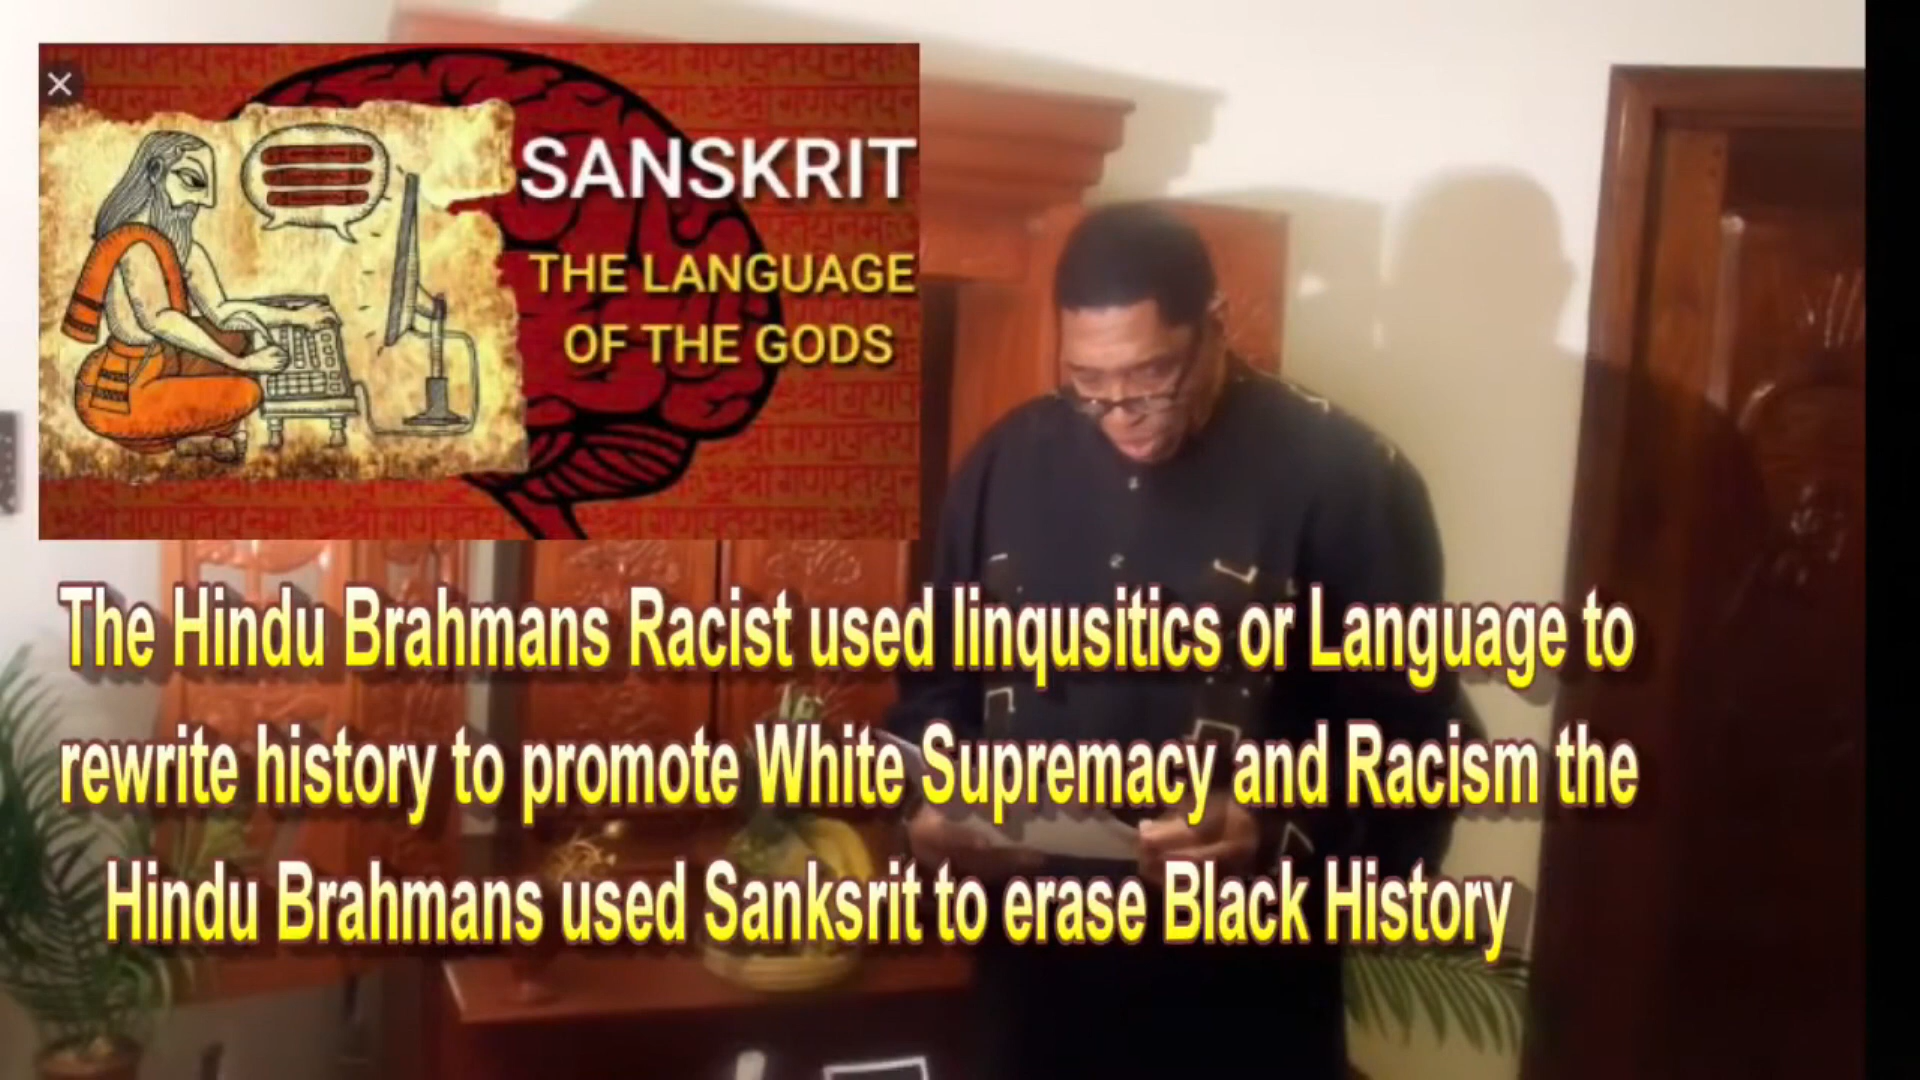 SANSKRIT
THE LANGUAGE
OF THE GODS
The Hindu Brahmans Racist used linqusitics or Language to
rewrite history to promote White Supremacy and Racism the
Hindu Brahmans used Sanksrit to erase Black History